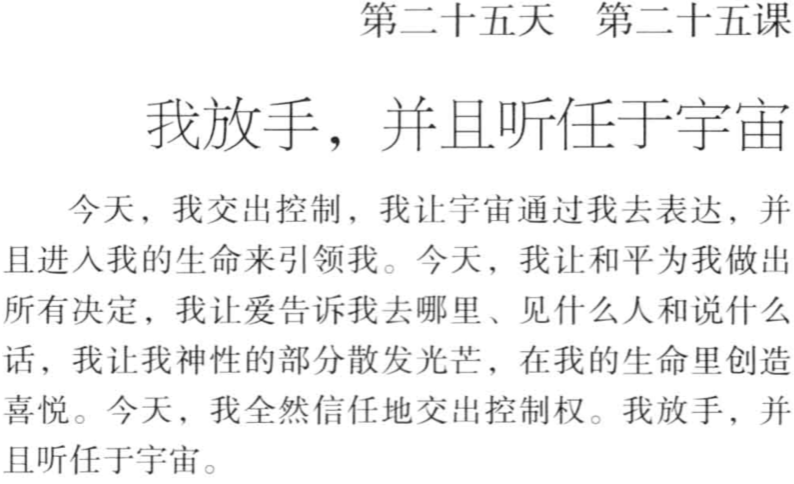 第二十五天　第二十五课
我放手，并且听任于宇宙
今天，我交出控制，我让宇宙通过我去表达，并
且进入我的生命来引领我。今天，我让和平为我做出
所有决定，我让爱告诉我去哪里、见什么人和说什么
话，我让我神性的部分散发光芒，在我的生命里创造
喜悦。今天，我全然信任地交出控制权。我放手，并
且听任于宇宙。